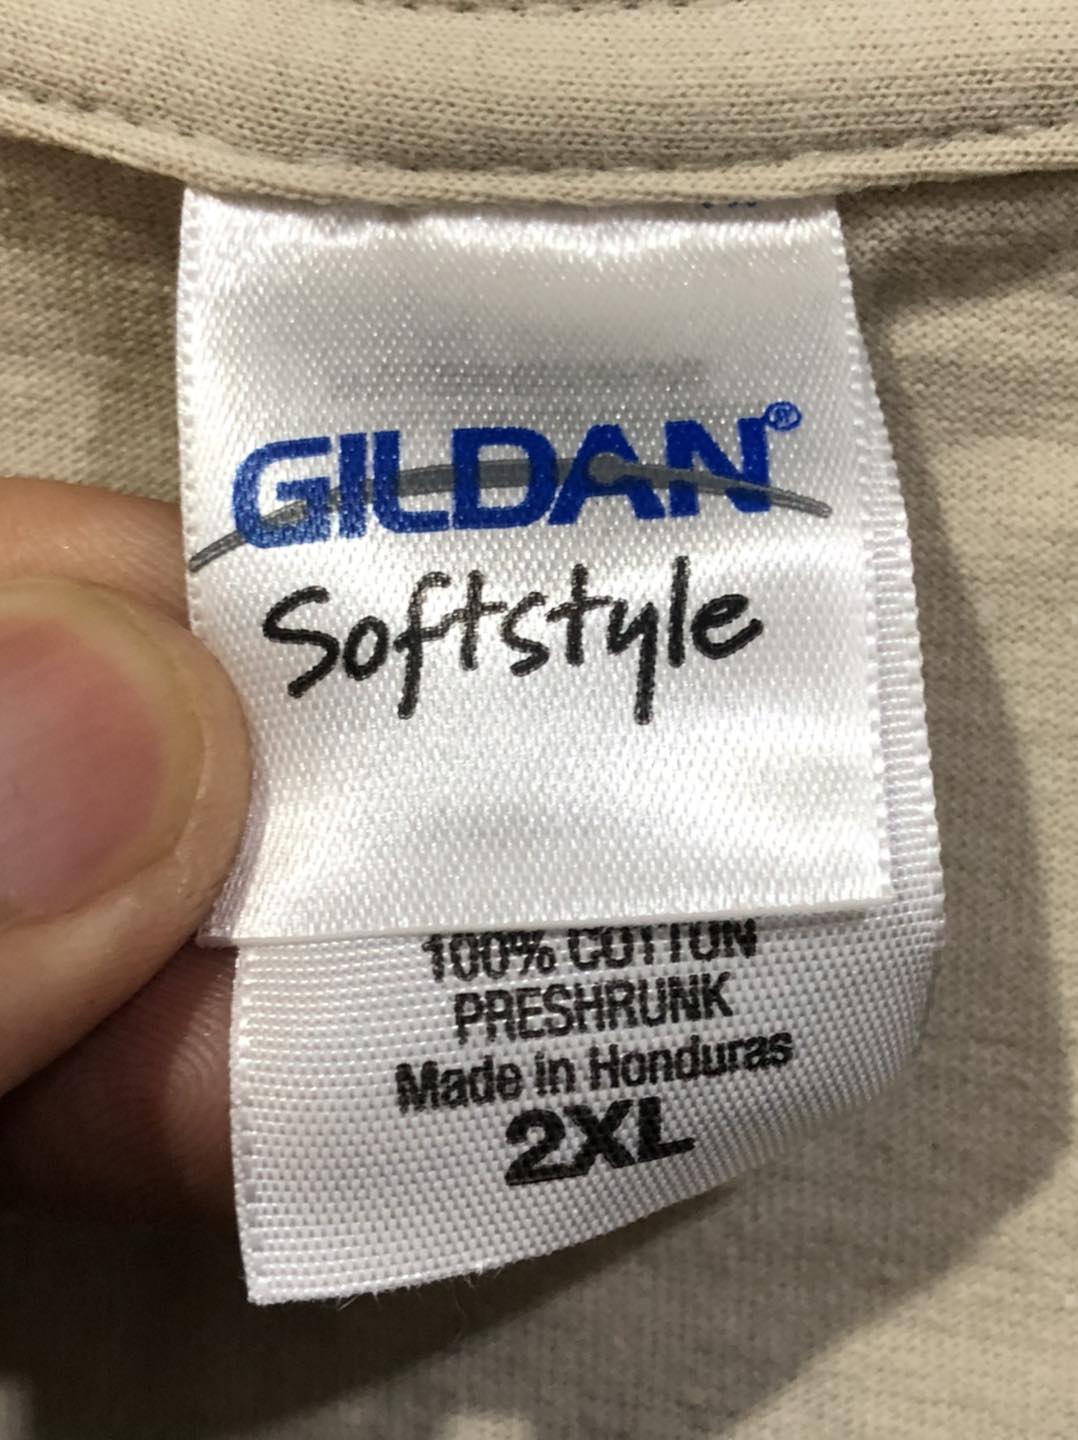 GILDAN®
Softstyle
100% COTTON
PRESHRUNK
Made in Honduras
2XL